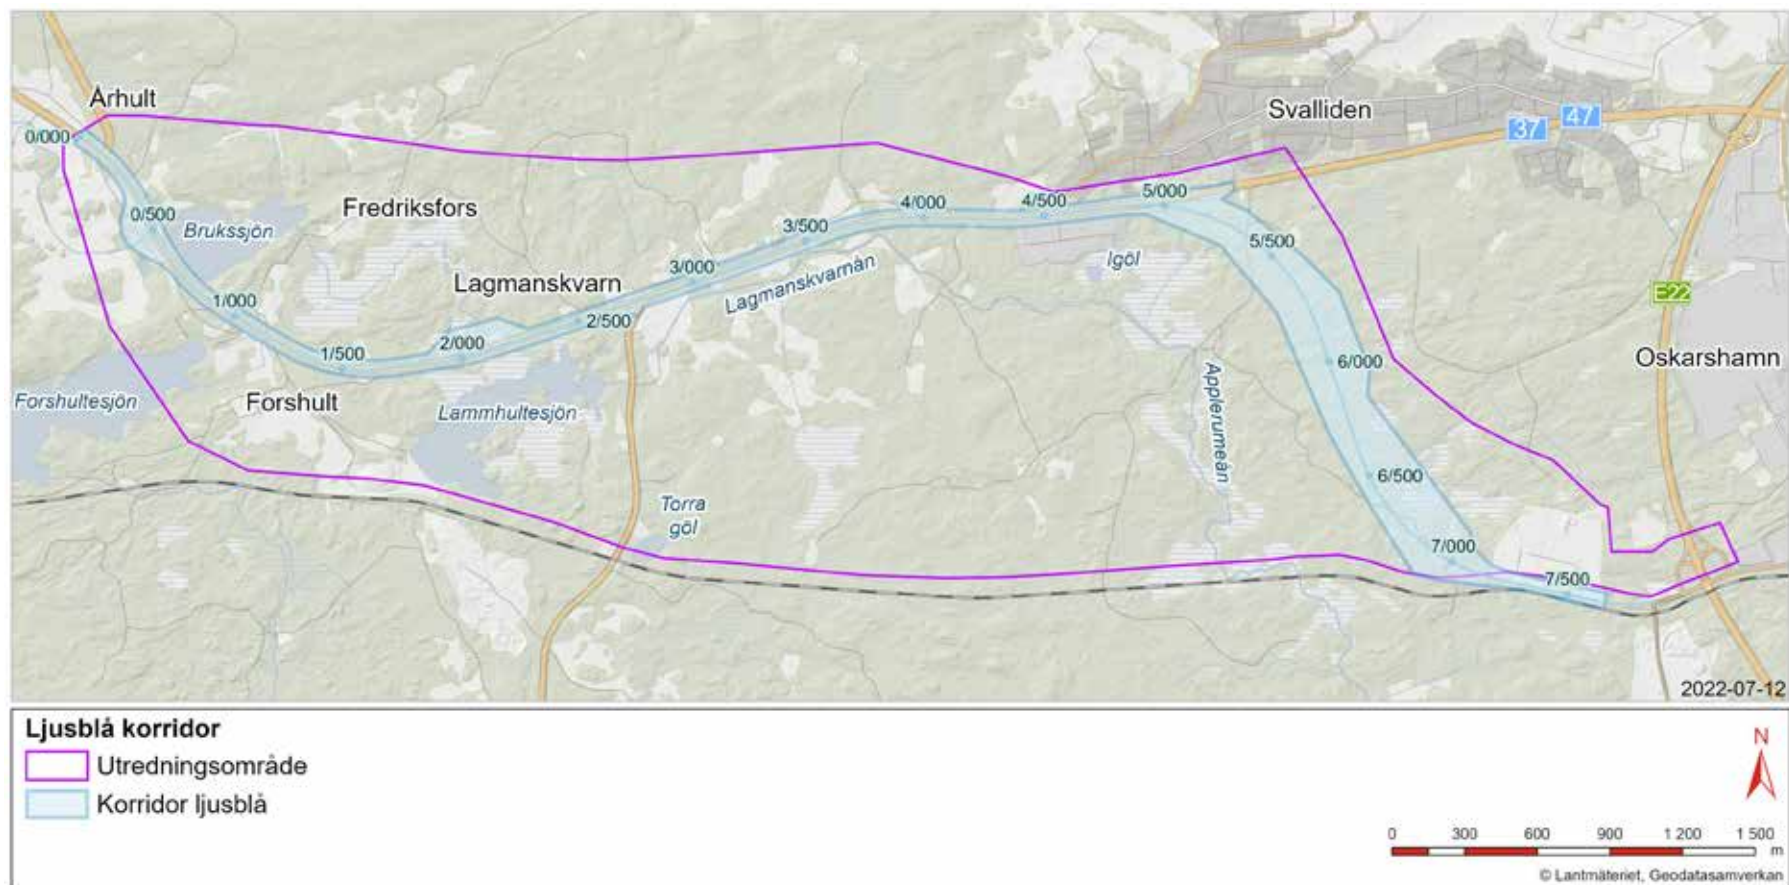 Århult
Svalliden
47
37
0/000
Fredriksfors
0/500
Brukssjön
4/000
4/500
5/000
3/500
5/500
Igöl
3/000
Lagmanskvarnån
Lagmanskvarn
1/000
2/500
E22
2/000
1/500
6/000
Oskarshamn
Forshultesjön
Forshult
Lammhultesjön
Applerumeån
6/500
Torra
göl
7/000
7/500
2022-07-12
Ljusblå korridor
Utredningsområde
Korridor ljusblå
N
0 300 600 900 1 200 1 500
m
© Lantmäteriet, Geodatasamverkan